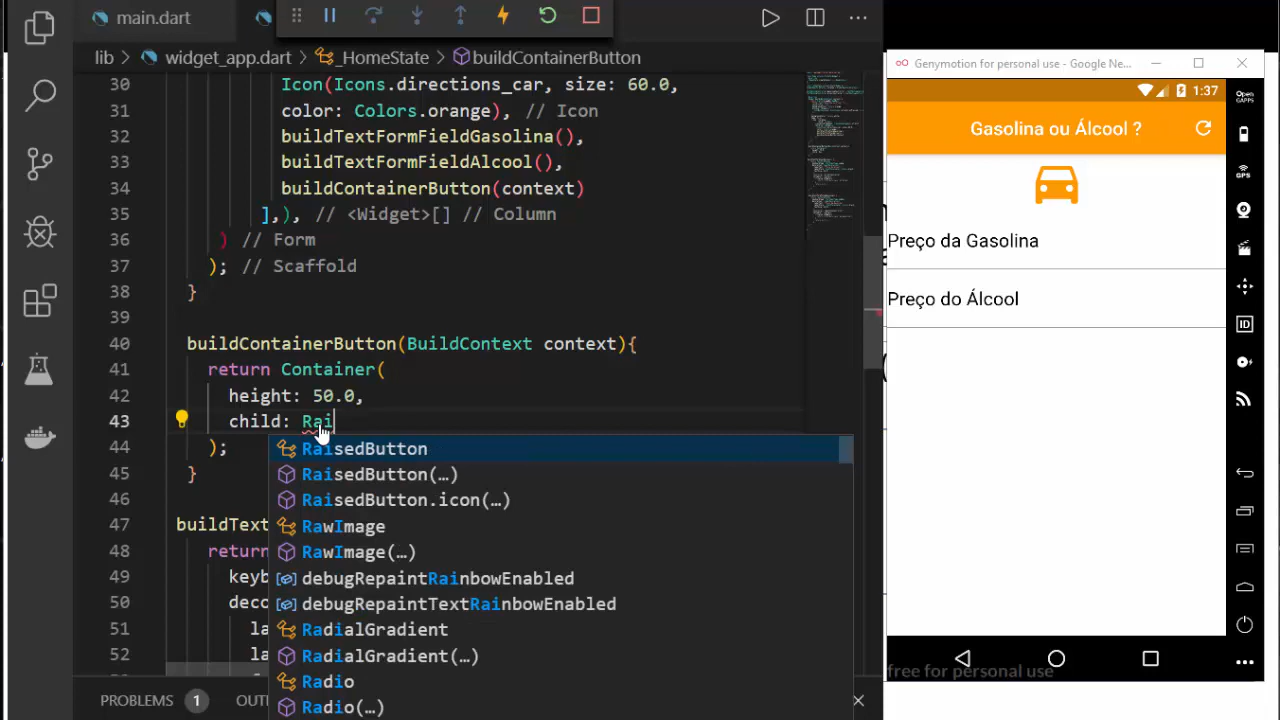 main.dart
lib > widget_app.dart > _HomeState > buildContainerButton
30 Icon(Icons.directions_car, size: 60.0,
31 color: Colors.orange), // Icon
32 buildTextFormFieldGasolina(),
33 buildTextFormFieldAlcool(),
34 buildContainerButton(context)
35 ],), // <Widget>[] // Column
36 ) // Form
37 ); // Scaffold
38 }
39
40 buildContainerButton(BuildContext context){
41 return Container(
42 height: 50.0,
43 child: Rai
44 );
45 }
46
47 buildText
48 return
49 keyb
50 deco
51 la
52 la
RaisedButton
RaisedButton(…)
RaisedButton.icon(…)
RawImage
RawImage(…)
debugRepaintRainbowEnabled
debugRepaintTextRainbowEnabled
RadialGradient
RadialGradient(…)
Radio
Radio(…)
PROBLEMS 1 OUT
Genymotion for personal use - Google Ne...
1:37
Gasolina ou Álcool ?
Preço da Gasolina
Preço do Álcool
free for personal use
Open
GAPPS
GPS
ID